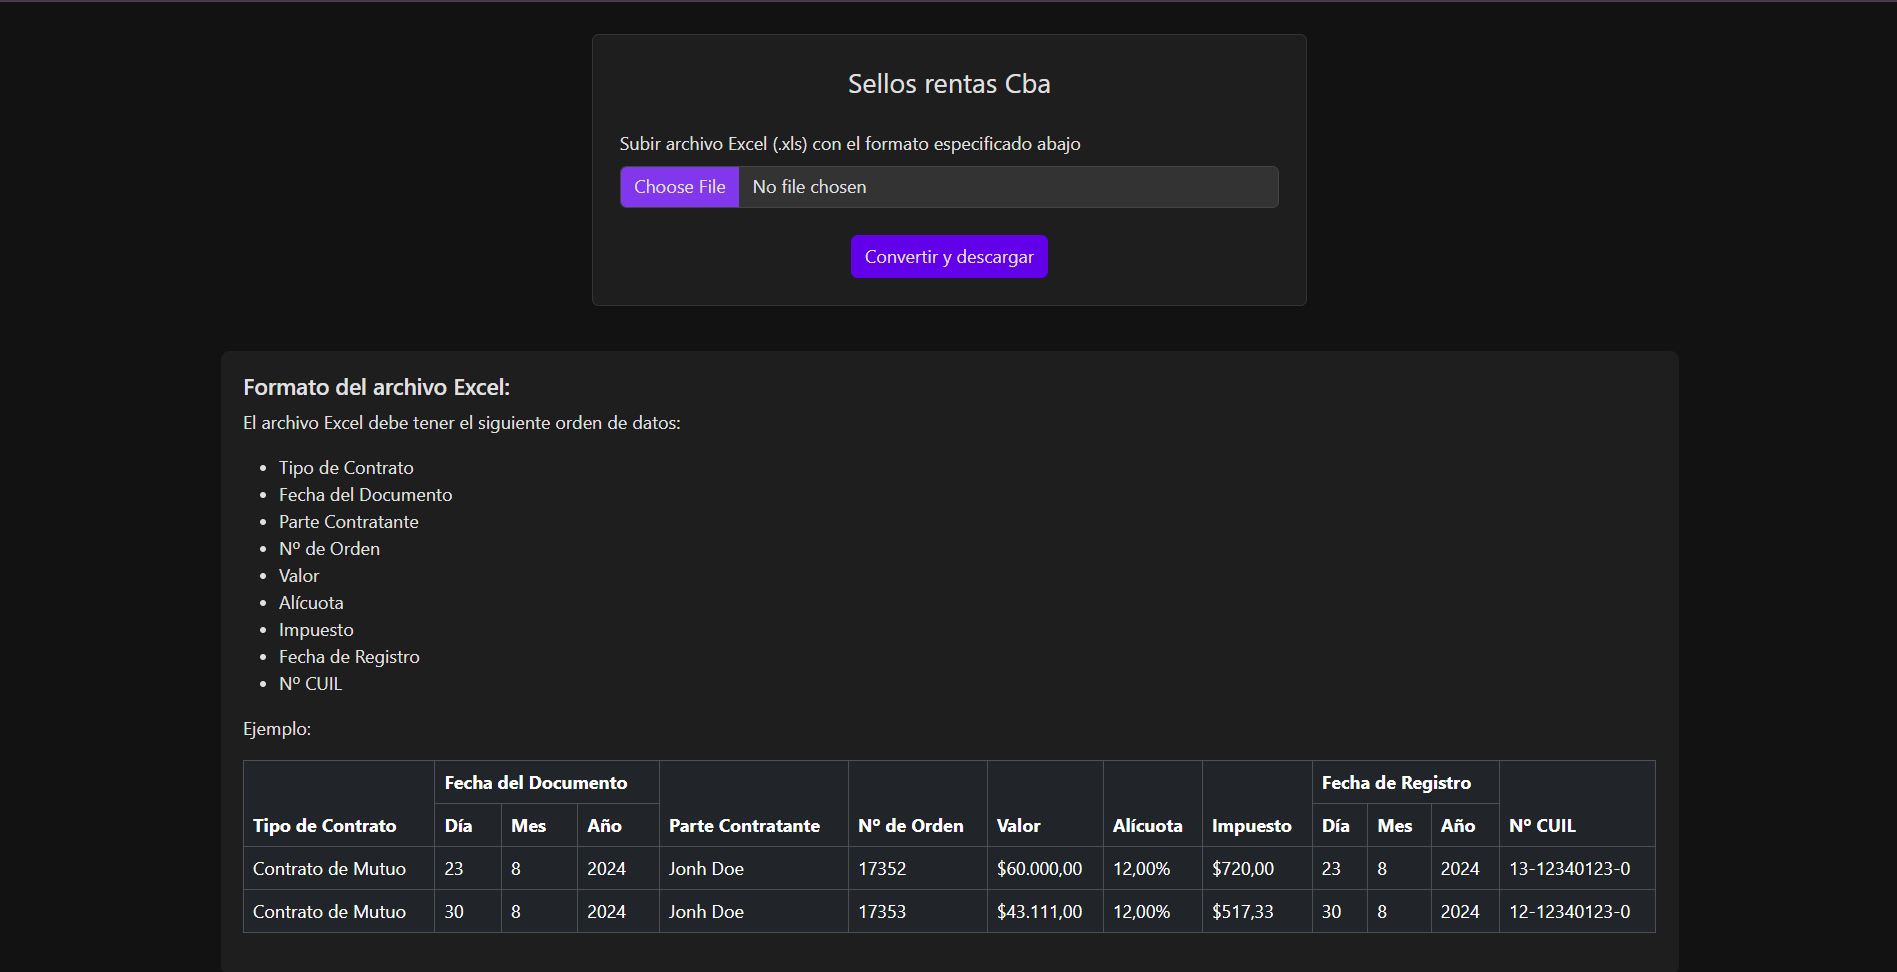 Sellos rentas Cba
Subir archivo Excel (.xls) con el formato especificado abajo
Choose File No file chosen
Convertir y descargar
Formato del archivo Excel:
El archivo Excel debe tener el siguiente orden de datos:
• Tipo de Contrato
• Fecha del Documento
• Parte Contratante
• Nº de Orden
• Valor
• Alícuota
• Impuesto
• Fecha de Registro
• Nº CUIL
Ejemplo:
Fecha del Documento Fecha de Registro
Tipo de Contrato Día Mes Año Parte Contratante Nº de Orden Valor Alícuota Impuesto Día Mes Año Nº CUIL
Contrato de Mutuo 23 8 2024 Jonh Doe 17352 $60.000,00 12,00% $720,00 23 8 2024 13-12340123-0
Contrato de Mutuo 30 8 2024 Jonh Doe 17353 $43.111,00 12,00% $517,33 30 8 2024 12-12340123-0